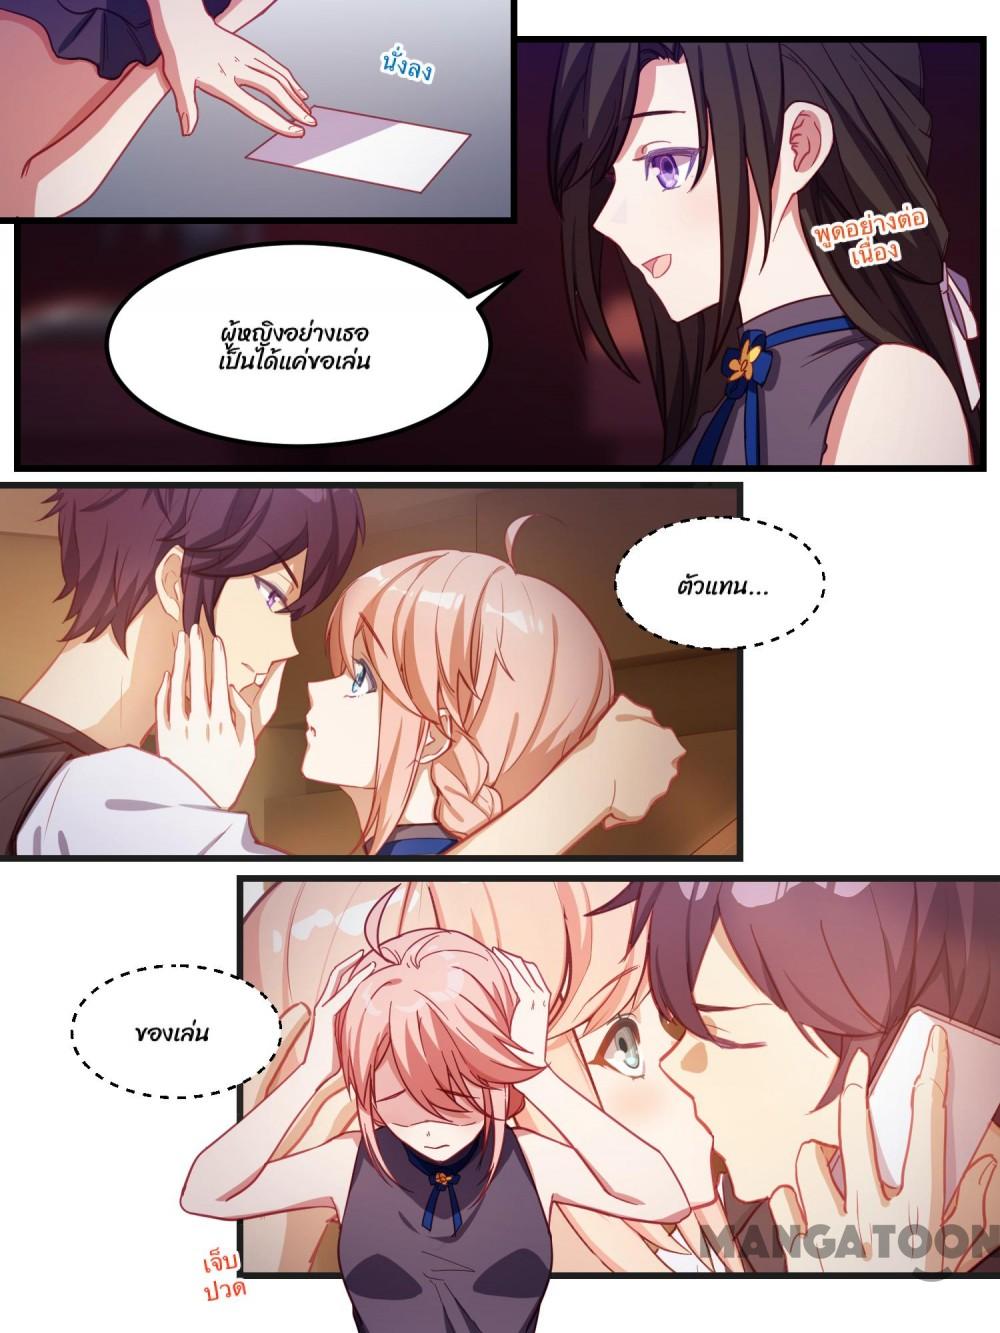 นั่งลง
พูดอย่างต่อ
เนื่อง
ผู้หญิงอย่างเธอ
เป็นได้แค่ของเล่น
ตัวแทน...
ของเล่น
เจ็บ
ปวด
MANGATOON